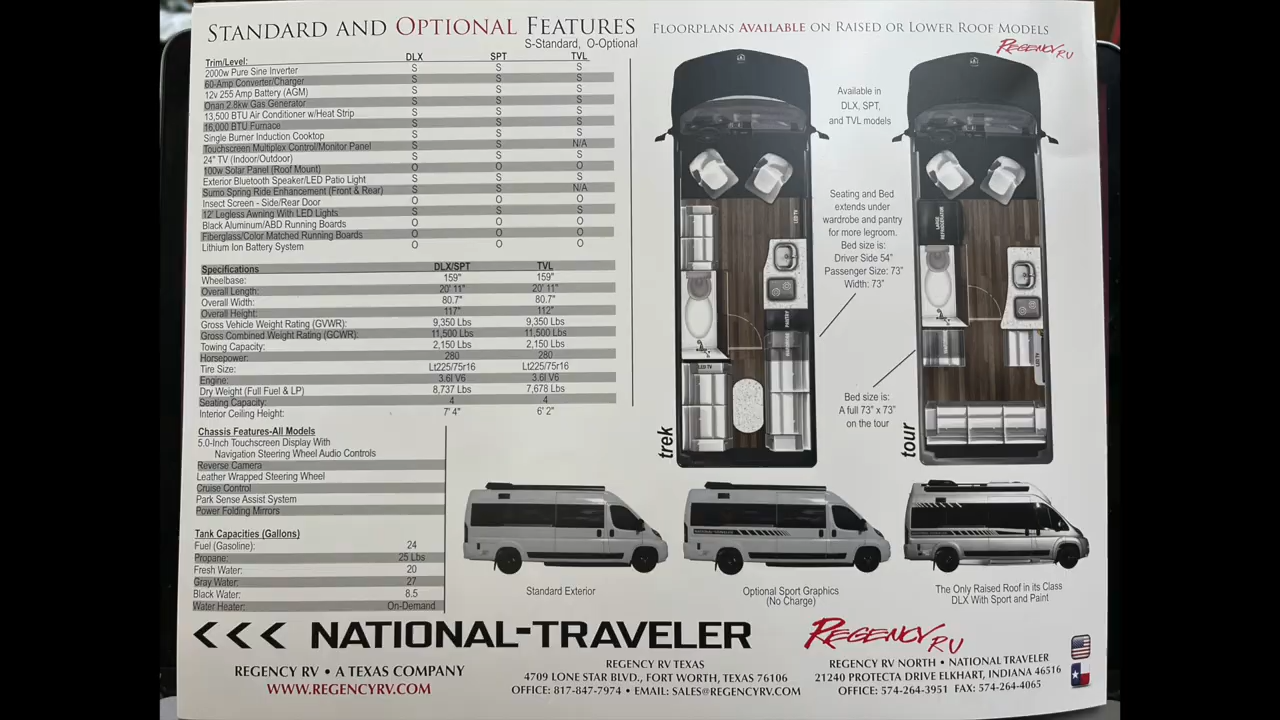 STANDARD AND OPTIONAL FEATURES
S-Standard, O-Optional
Trim/Level: DLX SPT TVL
2000w Pure Sine Inverter S S S
60-Amp Converter/Charger S S S
12v 255 Amp Battery (AGM) S S S
Onan 2.8kw Gas Generator S S S
13,500 BTU Air Conditioner w/Heat Strip S S S
16,000 BTU Furnace S S S
Single Burner Induction Cooktop S S S
Touchscreen Multiplex Control/Monitor Panel S S N/A
24" TV (Indoor/Outdoor) S S S
100w Solar Panel (Roof Mount) O O O
Exterior Bluetooth Speaker/LED Patio Light S S S
Sumo Spring Ride Enhancement (Front & Rear) S S N/A
Insect Screen - Side/Rear Door O O O
12' Legless Awning With LED Lights S S S
Black Aluminum/ABD Running Boards O O O
Fiberglass/Color Matched Running Boards O O O
Lithium Ion Battery System O O O
Specifications DLX/SPT TVL
Wheelbase: 159" 159"
Overall Length: 20' 11" 20' 11"
Overall Width: 80.7" 80.7"
Overall Height: 117" 112"
Gross Vehicle Weight Rating (GVWR): 9,350 Lbs 9,350 Lbs
Gross Combined Weight Rating (GCWR): 11,500 Lbs 11,500 Lbs
Towing Capacity: 2,150 Lbs 2,150 Lbs
Horsepower: 280 280
Tire Size: Lt225/75r16 Lt225/75r16
Engine: 3.6l V6 3.6l V6
Dry Weight (Full Fuel & LP) 8,737 Lbs 7,678 Lbs
Seating Capacity: 4 4
Interior Ceiling Height: 7' 4" 6' 2"
Chassis Features-All Models
5.0-Inch Touchscreen Display With
Navigation Steering Wheel Audio Controls
Reverse Camera
Leather Wrapped Steering Wheel
Cruise Control
Park Sense Assist System
Power Folding Mirrors
Tank Capacities (Gallons)
Fuel (Gasoline): 24
Propane: 25 Lbs
Fresh Water: 20
Gray Water: 27
Black Water: 8.5
Water Heater: On-Demand
FLOORPLANS AVAILABLE ON RAISED OR LOWER ROOF MODELS
REGENCY RV
Available in
DLX, SPT,
and TVL models
Seating and Bed
extends under
wardrobe and pantry
for more legroom.
Bed size is:
Driver Side 54"
Passenger Size: 73"
Width: 73"
Bed size is:
A full 73" x 73"
on the tour
LED TV
PANTRY
WARDROBE
LED TV
trek
LARGE REFRIGERATOR
LED TV
tour
Standard Exterior
Optional Sport Graphics
(No Charge)
The Only Raised Roof in its Class
DLX With Sport and Paint
NATIONAL-TRAVELER
REGENCY RV
REGENCY RV • A TEXAS COMPANY
WWW.REGENCYRV.COM
REGENCY RV TEXAS
4709 LONE STAR BLVD., FORT WORTH, TEXAS 76106
OFFICE: 817-847-7974 • EMAIL: SALES@REGENCYRV.COM
REGENCY RV NORTH • NATIONAL TRAVELER
21240 PROTECTA DRIVE ELKHART, INDIANA 46516
OFFICE: 574-264-3951 FAX: 574-264-4065